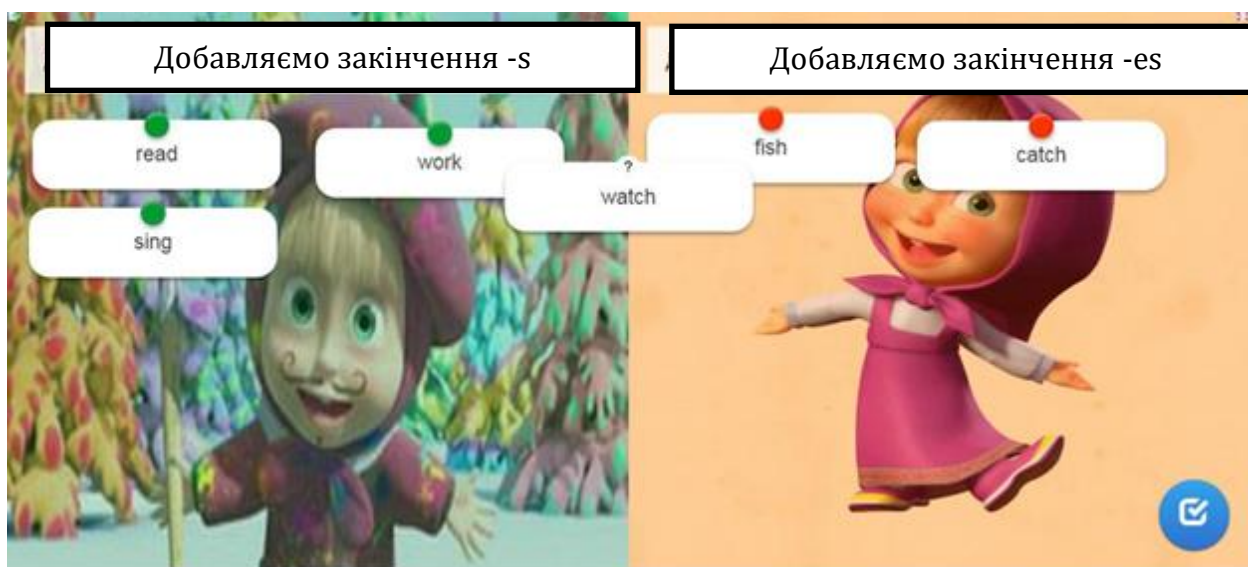 Добавляємо закінчення -s
Добавляємо закінчення -es
read
work
fish
catch
?
watch
sing